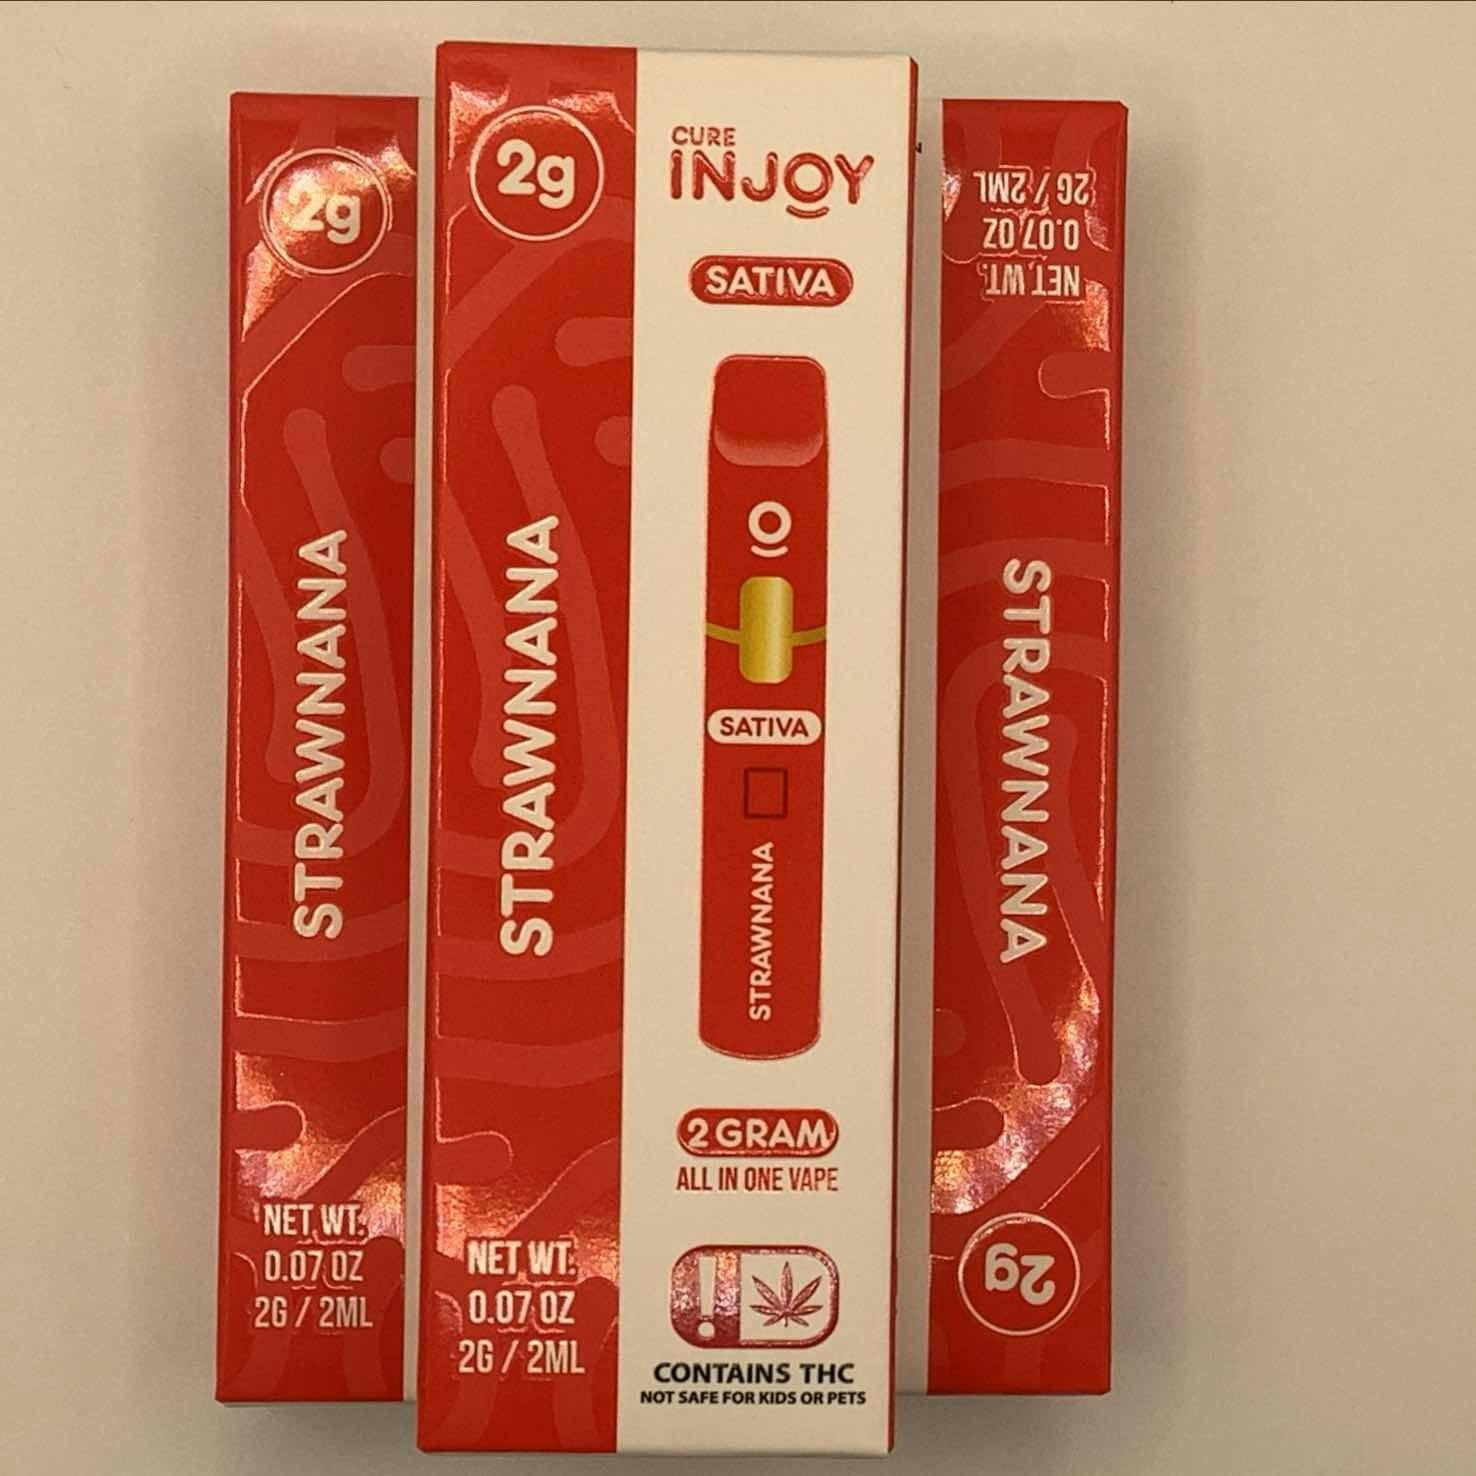 2g
STRAWNANA
NET WT.
0.07 OZ
2G / 2ML
2g
STRAWNANA
NET WT.
0.07 OZ
2G / 2ML
CURE
INJOY
SATIVA
SATIVA
STRAWNANA
2 GRAM
ALL IN ONE VAPE
CONTAINS THC
NOT SAFE FOR KIDS OR PETS
2g
STRAWNANA
NET WT.
0.07 OZ
2G / 2ML